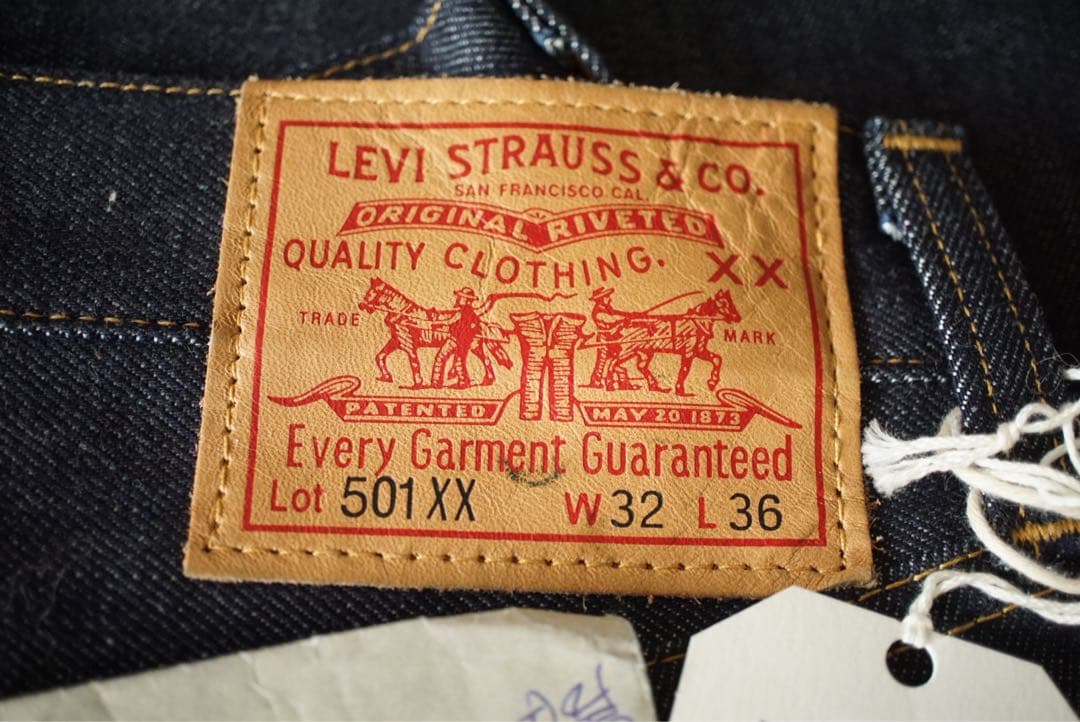 LEVI STRAUSS & CO.
SAN FRANCISCO CAL.
ORIGINAL RIVETED
QUALITY CLOTHING. XX
TRADE MARK
PATENTED MAY 20 1873
Every Garment Guaranteed
Lot 501XX W32 L36